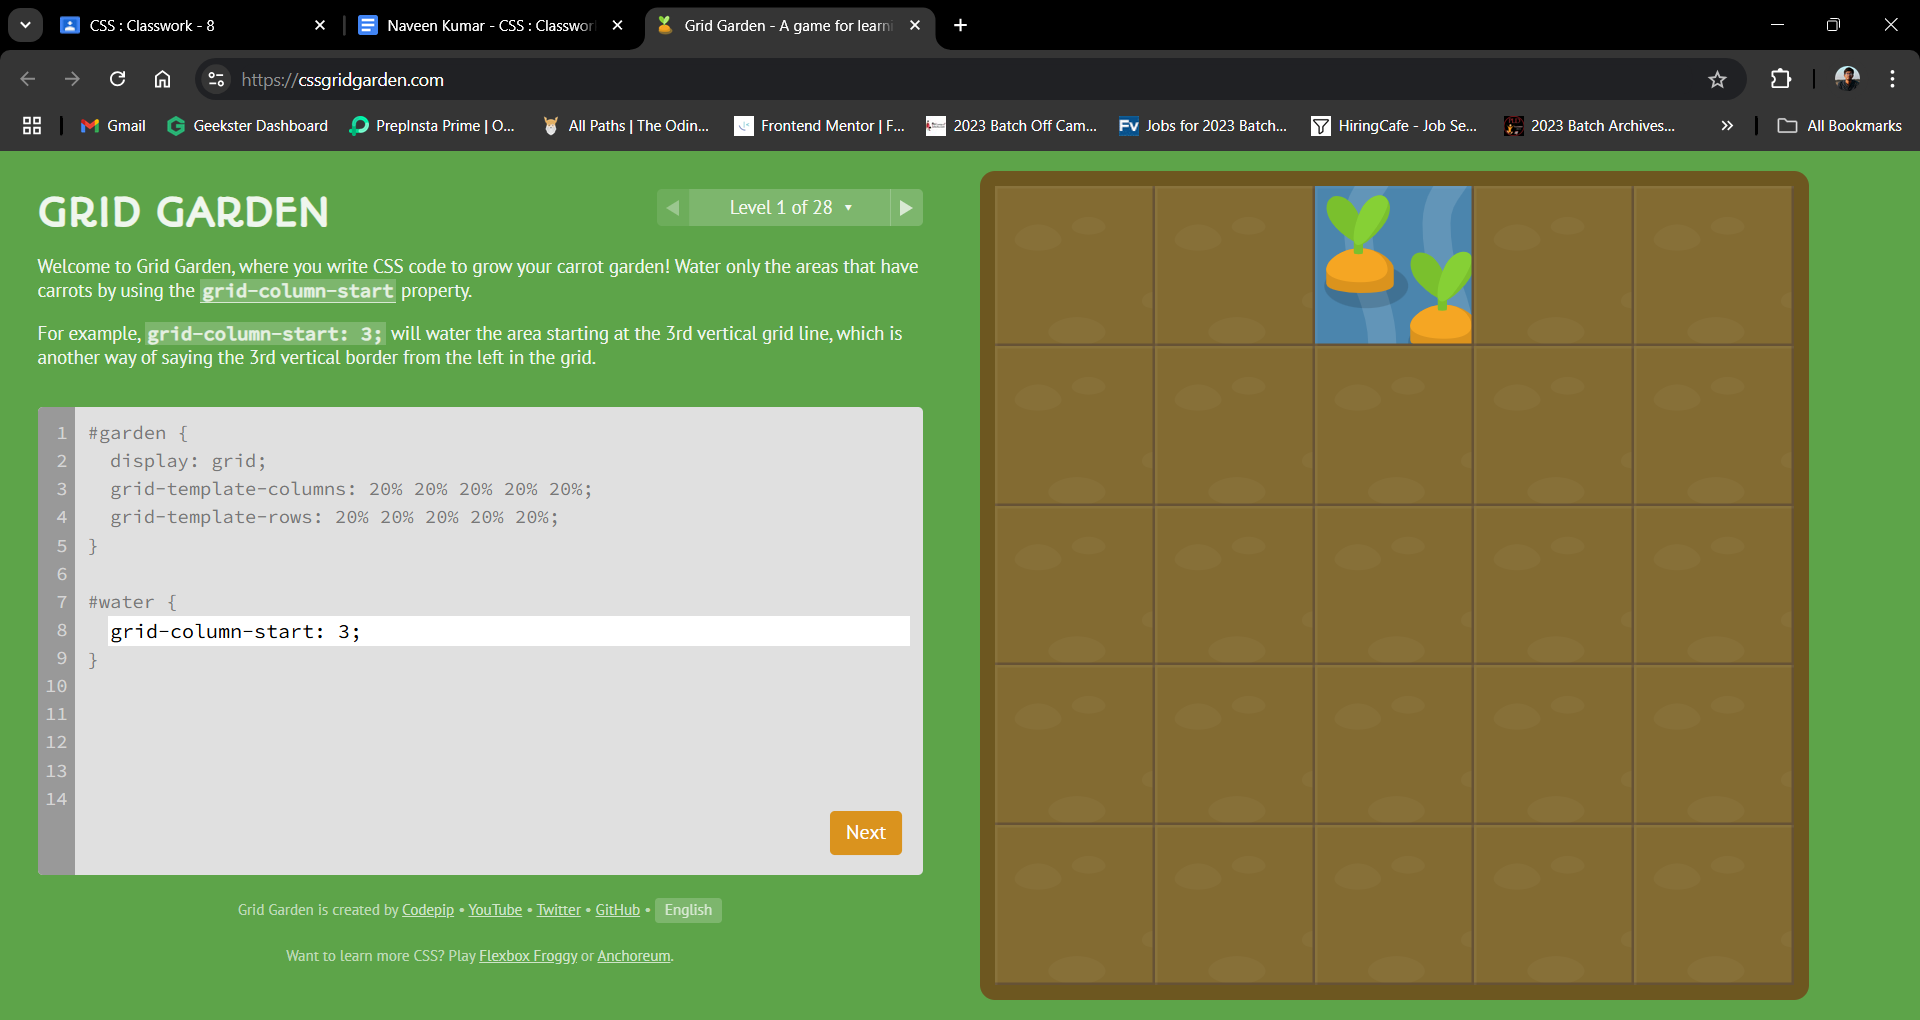 CSS : Classwork - 8
Naveen Kumar - CSS : Classwor
Grid Garden - A game for learni
https://cssgridgarden.com
Gmail
Geekster Dashboard
PrepInsta Prime | O...
All Paths | The Odin...
Frontend Mentor | F...
2023 Batch Off Cam...
Fv Jobs for 2023 Batch...
HiringCafe - Job Se...
2023 Batch Archives...
All Bookmarks
GRID GARDEN
Level 1 of 28
Welcome to Grid Garden, where you write CSS code to grow your carrot garden! Water only the areas that have
carrots by using the grid-column-start property.
For example, grid-column-start: 3; will water the area starting at the 3rd vertical grid line, which is
another way of saying the 3rd vertical border from the left in the grid.
1 #garden {
2 display: grid;
3 grid-template-columns: 20% 20% 20% 20% 20%;
4 grid-template-rows: 20% 20% 20% 20% 20%;
5 }
6
7 #water {
8 grid-column-start: 3;
9 }
10
11
12
13
14
Next
Grid Garden is created by Codepip • YouTube • Twitter • GitHub • English
Want to learn more CSS? Play Flexbox Froggy or Anchoreum.